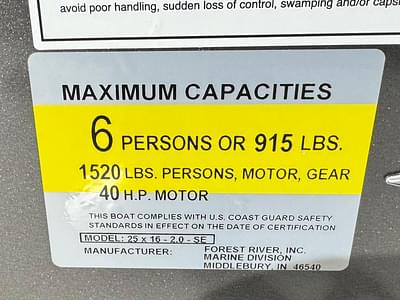 avoid poor handling, sudden loss of control, swamping and/or caps
MAXIMUM CAPACITIES
6 PERSONS OR 915 LBS.
1520 LBS. PERSONS, MOTOR, GEAR
40 H.P. MOTOR
THIS BOAT COMPLIES WITH U.S. COAST GUARD SAFETY
STANDARDS IN EFFECT ON THE DATE OF CERTIFICATION
MODEL: 25 x 16 - 2.0 - SE
MANUFACTURER: FOREST RIVER, INC.
MARINE DIVISION
MIDDLEBURY, IN 46540